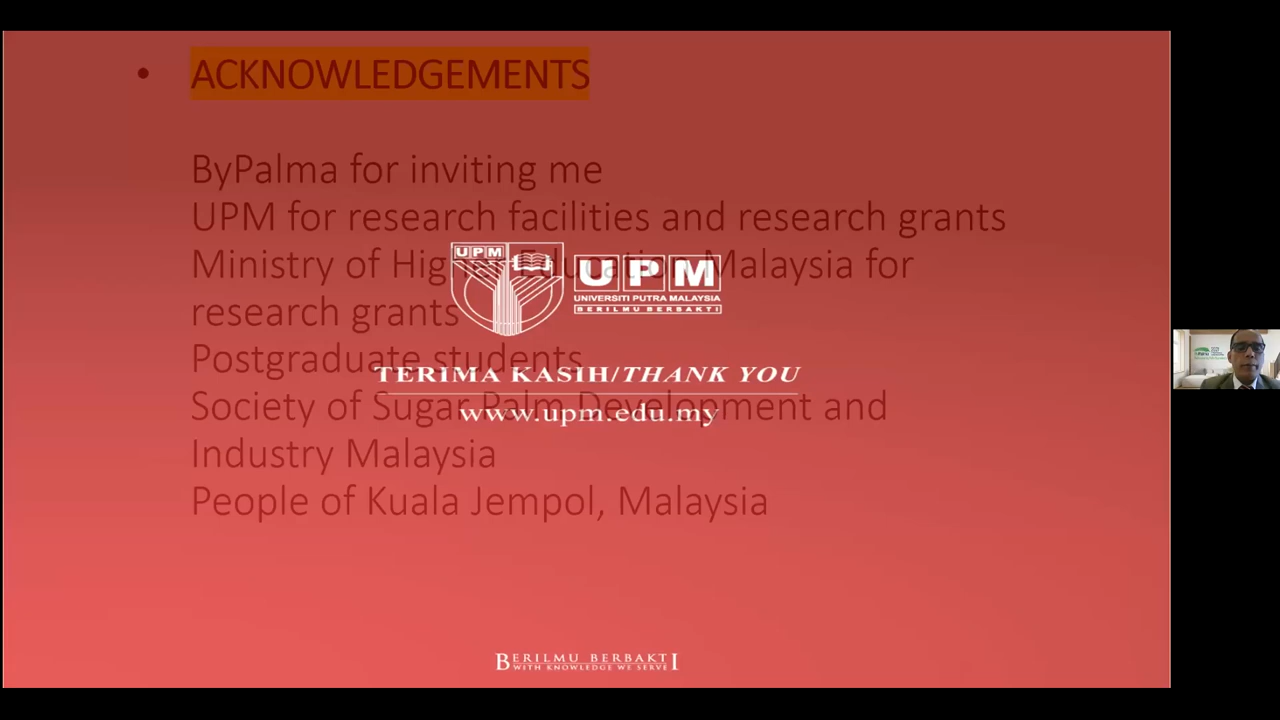 ACKNOWLEDGEMENTS
ByPalma for inviting me
UPM for research facilities and research grants
Ministry of Higher Education Malaysia for
research grants
Postgraduate students
Society of Sugar Palm Development and
Industry Malaysia
People of Kuala Jempol, Malaysia
UPM
UPM
UNIVERSITI PUTRA MALAYSIA
BERILMU BERBAKTI
TERIMA KASIH/THANK YOU
www.upm.edu.my
BERILMU BERBAKTI
WITH KNOWLEDGE WE SERVE